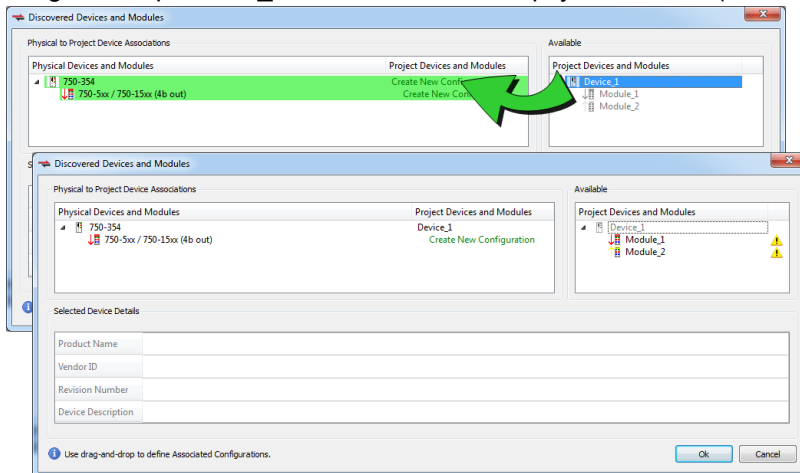 Discovered Devices and Modules
Physical to Project Device Associations
Available
Physical Devices and Modules Project Devices and Modules
Project Devices and Modules
750-354 Create New
Device_1
750-5xx / 750-15xx (4b out) Create New
Module_1
Module_2
Discovered Devices and Modules
Physical to Project Device Associations
Available
Physical Devices and Modules Project Devices and Modules
Project Devices and Modules
750-354 Device_1
Device_1
750-5xx / 750-15xx (4b out) Create New Configuration
Module_1
Module_2
Selected Device Details
Product Name
Vendor ID
Revision Number
Device Description
Use drag-and-drop to define Associated Configurations.
Ok Cancel